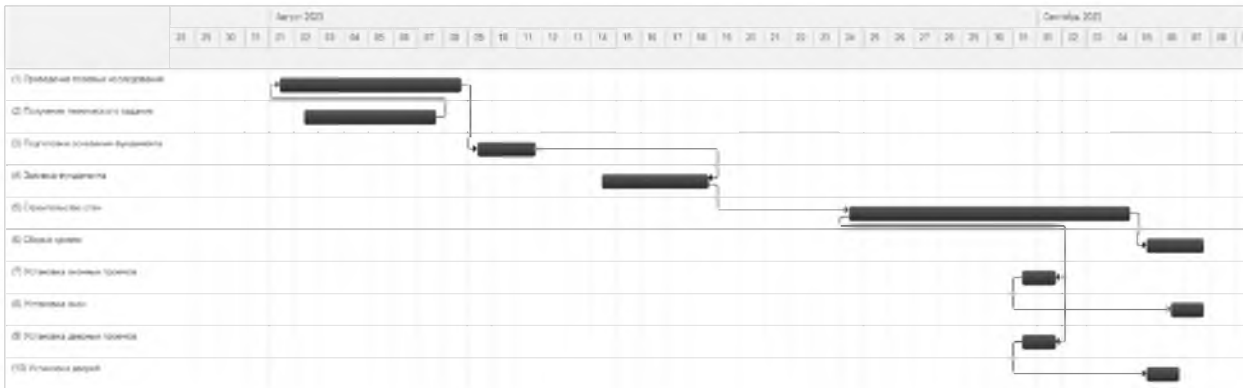 Август 2023
Сентябрь 2023
28 29 30 31 01 02 03 04 05 06 07 08 09 10 11 12 13 14 15 16 17 18 19 20 21 22 23 24 25 26 27 28 29 30 31 01 02 03 04 05 06 07 08
(1) Проведение полевых исследований
(2) Получение технического задания
(3) Подготовка основания фундамента
(4) Заливка фундамента
(5) Строительство стен
(6) Сборка кровли
(7) Установка оконных проемов
(8) Установка окон
(9) Установка дверных проемов
(10) Установка дверей